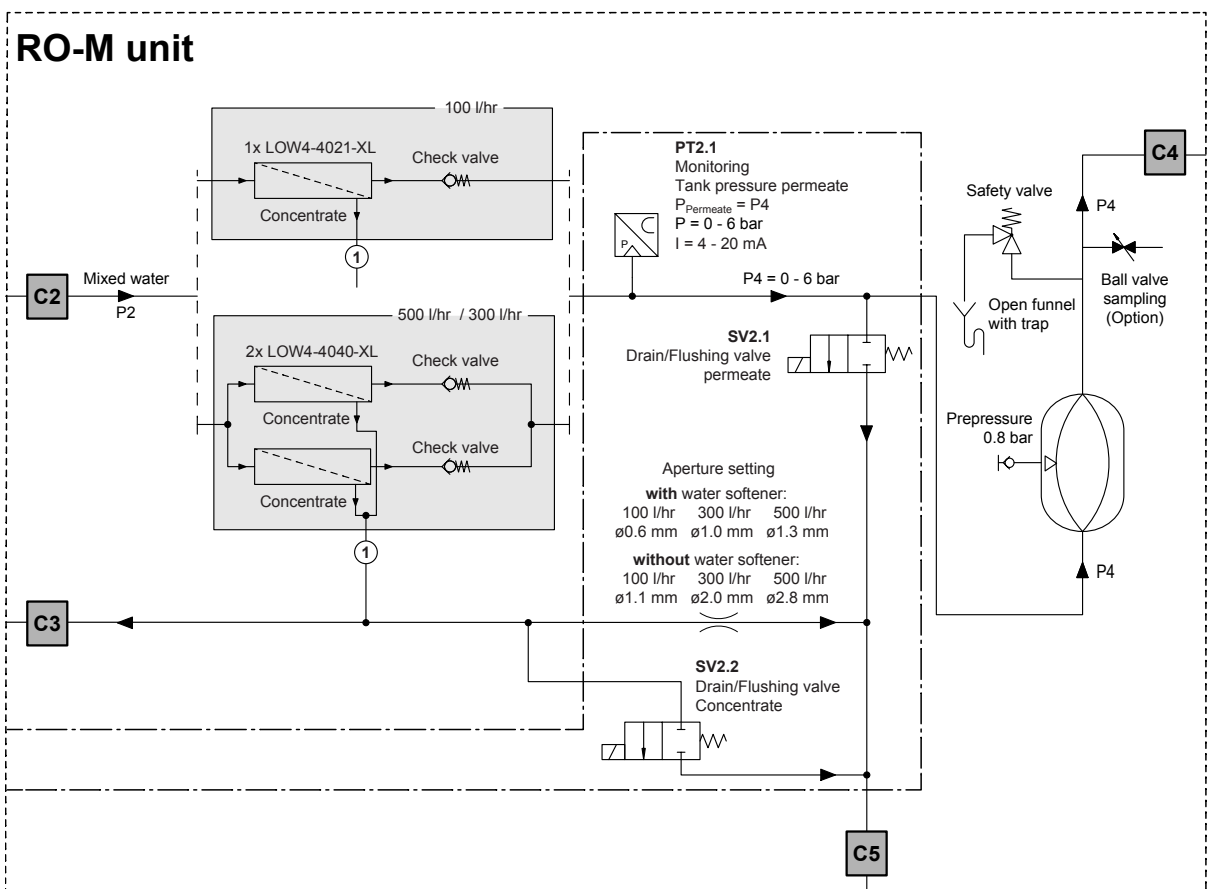 RO-M unit
100 l/hr
1x LOW4-4021-XL
Check valve
Concentrate
1
C2
Mixed water
P2
500 l/hr / 300 l/hr
2x LOW4-4040-XL
Check valve
Concentrate
Check valve
Concentrate
1
C3
PT2.1
Monitoring
Tank pressure permeate
PPermeate = P4
P = 0 - 6 bar
I = 4 - 20 mA
P
P4 = 0 - 6 bar
SV2.1
Drain/Flushing valve
permeate
Aperture setting
with water softener:
100 l/hr 300 l/hr 500 l/hr
ø0.6 mm ø1.0 mm ø1.3 mm
without water softener:
100 l/hr 300 l/hr 500 l/hr
ø1.1 mm ø2.0 mm ø2.8 mm
SV2.2
Drain/Flushing valve
Concentrate
C4
Safety valve
P4
Open funnel
with trap
Ball valve
sampling
(Option)
Prepressure
0.8 bar
P4
C5